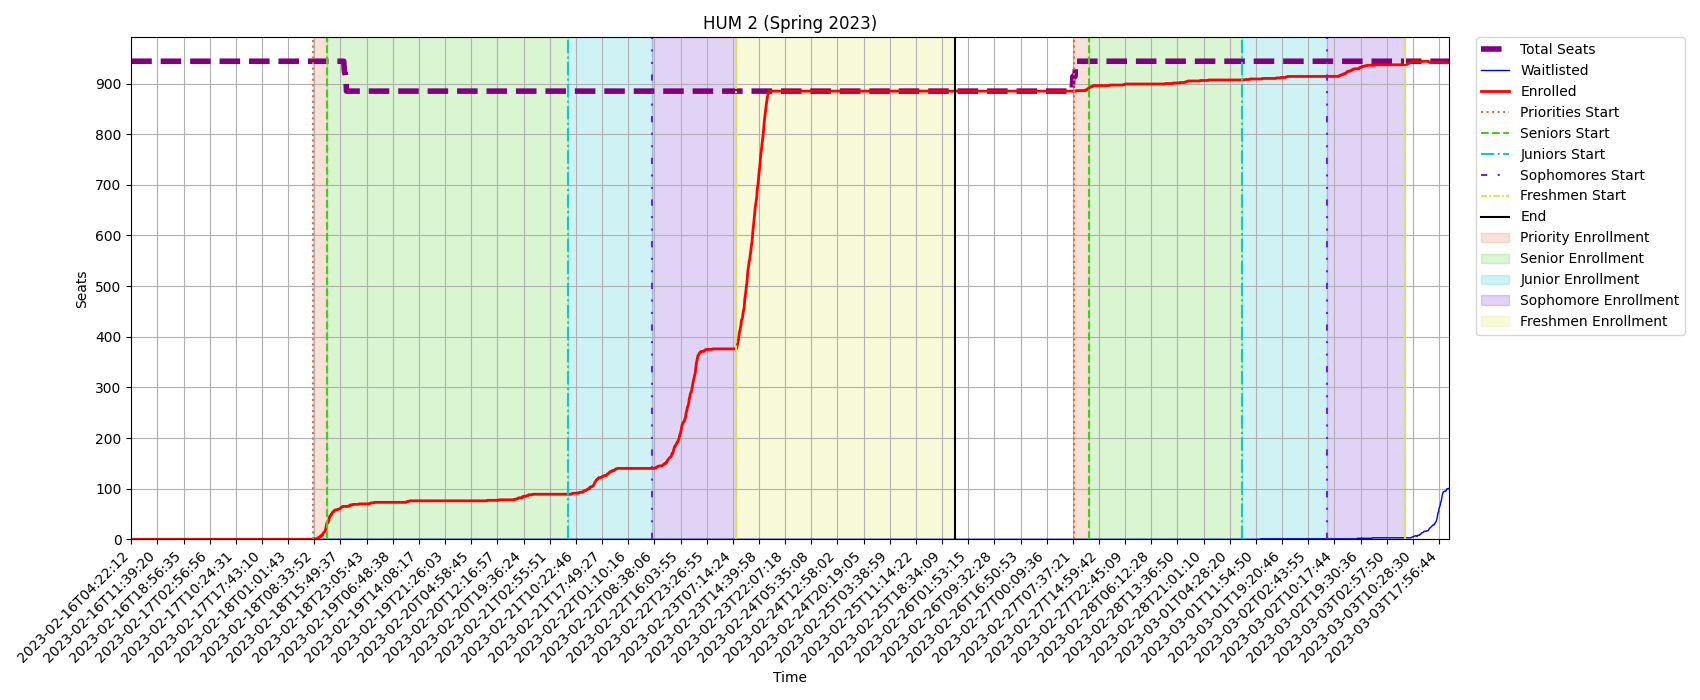 HUM 2 (Spring 2023)
Seats
900
800
700
600
500
400
300
200
100
0
2023-02-16T04:22:12
2023-02-16T11:39:20
2023-02-16T18:56:35
2023-02-17T02:56:56
2023-02-17T10:24:31
2023-02-17T17:43:10
2023-02-18T01:01:43
2023-02-18T08:33:52
2023-02-18T15:49:37
2023-02-18T23:05:43
2023-02-19T06:48:38
2023-02-19T14:08:17
2023-02-19T21:26:03
2023-02-20T04:58:45
2023-02-20T12:16:57
2023-02-20T19:36:24
2023-02-21T02:55:51
2023-02-21T10:22:46
2023-02-21T17:49:27
2023-02-22T01:10:16
2023-02-22T08:38:06
2023-02-22T16:03:55
2023-02-22T23:26:55
2023-02-23T07:14:24
2023-02-23T14:39:58
2023-02-23T22:07:18
2023-02-24T05:35:08
2023-02-24T12:58:02
2023-02-24T20:19:05
2023-02-25T03:38:59
2023-02-25T11:14:22
2023-02-25T18:34:09
2023-02-26T01:53:15
2023-02-26T09:32:28
2023-02-26T16:50:53
2023-02-27T00:09:36
2023-02-27T07:37:21
2023-02-27T14:59:42
2023-02-27T22:45:09
2023-02-28T06:12:28
2023-02-28T13:36:50
2023-02-28T21:01:10
2023-03-01T04:28:20
2023-03-01T11:54:50
2023-03-01T19:20:46
2023-03-02T02:43:55
2023-03-02T10:17:44
2023-03-02T19:30:36
2023-03-03T02:57:50
2023-03-03T10:28:30
2023-03-03T17:56:44
Time
Total Seats
Waitlisted
Enrolled
Priorities Start
Seniors Start
Juniors Start
Sophomores Start
Freshmen Start
End
Priority Enrollment
Senior Enrollment
Junior Enrollment
Sophomore Enrollment
Freshmen Enrollment